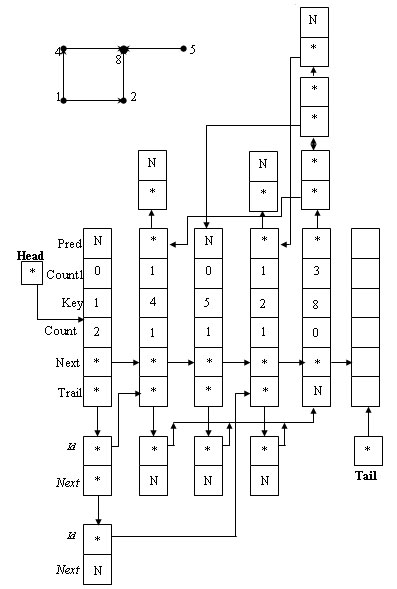 N
*
4 8 5
*
*
1 2
N N *
* * *
Pred N * N * *
Head
* Count1 0 1 0 1 3
Key 1 4 5 2 8
Count 2 1 1 1 0
Next * * * * *
Trail * * * * N
Id * * * * *
Next * N N N Tail
Id *
Next N